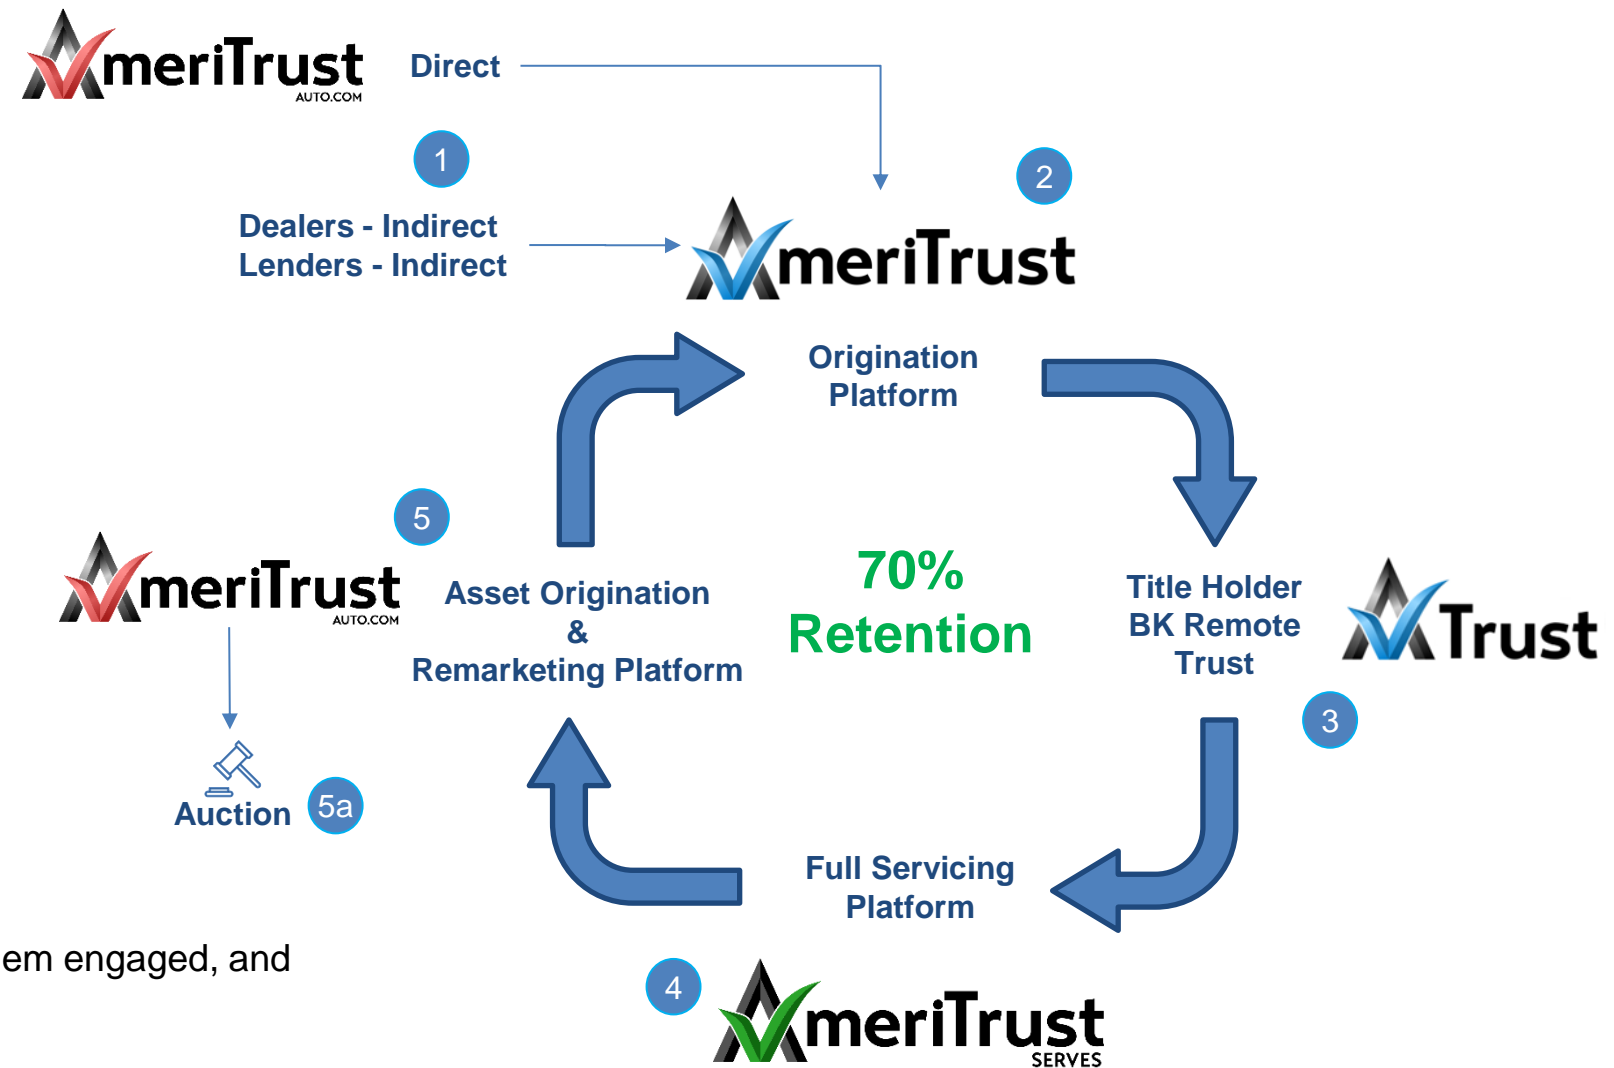 AmeriTrust
AUTO.COM
Direct
1
2
Dealers - Indirect
Lenders - Indirect
AmeriTrust
Origination
Platform
5
AmeriTrust
AUTO.COM
Asset Origination
&
Remarketing Platform
70%
Retention
Title Holder
BK Remote
Trust
A Trust
3
Auction
5a
Full Servicing
Platform
em engaged, and
4
AmeriTrust
SERVES